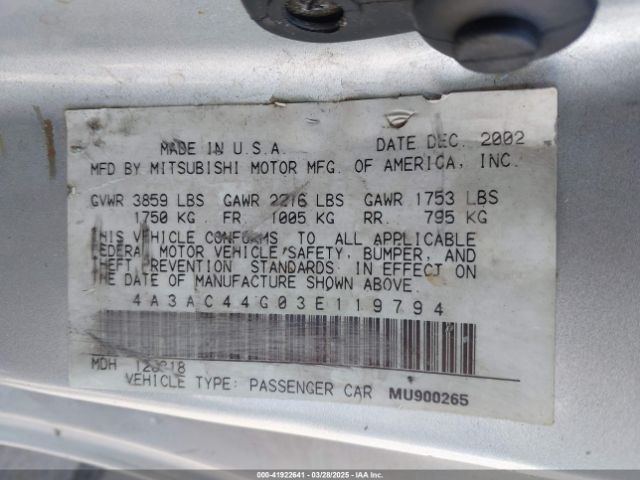 MADE IN U.S.A. DATE DEC. 2002
MFD BY MITSUBISHI MOTOR MFG. OF AMERICA, INC.
GVWR 3859 LBS GAWR 2216 LBS GAWR 1753 LBS
1750 KG. FR. 1005 KG RR. 795 KG
THIS VEHICLE CONFORMS TO ALL APPLICABLE
FEDERAL MOTOR VEHICLE SAFETY, BUMPER, AND
THEFT PREVENTION STANDARDS IN EFFECT ON
THE DATE OF MANUFACTURE SHOWN ABOVE.
4A3AC44G03E119794
MDH
VEHICLE TYPE: PASSENGER CAR MU900265
000-41922641 | 03/28/2025 | IAAI.COM